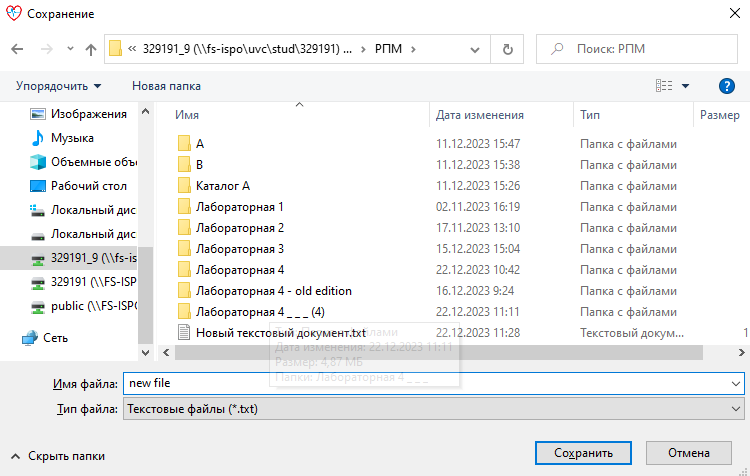 Сохранение
« 329191_9 (\\fs-ispo\uvc\stud\329191) ... > РПМ >
Поиск: РПМ
Упорядочить Новая папка
Изображения
Музыка
Объемные объе
Рабочий стол
Локальный дис
Локальный дис
329191_9 (\\fs-is
329191 (\\FS-ISP
public (\\FS-ISPO
Сеть
Имя Дата изменения Тип Размер
A 11.12.2023 15:47 Папка с файлами
B 11.12.2023 15:38 Папка с файлами
Каталог А 11.12.2023 15:26 Папка с файлами
Лабораторная 1 02.11.2023 16:19 Папка с файлами
Лабораторная 2 17.11.2023 13:10 Папка с файлами
Лабораторная 3 15.12.2023 15:04 Папка с файлами
Лабораторная 4 22.12.2023 10:42 Папка с файлами
Лабораторная 4 - old edition 16.12.2023 9:24 Папка с файлами
Лабораторная 4 _ _ _ (4) 22.12.2023 11:11 Папка с файлами
Новый текстовый документ.txt 22.12.2023 11:28 Текстовый докум... 1
Дата изменения: 22.12.2023 11:11
Размер: 4,87 МБ
Папки: Лабораторная 4 _ _ _
Имя файла: new file
Тип файла: Текстовые файлы (*.txt)
Скрыть папки Сохранить Отмена